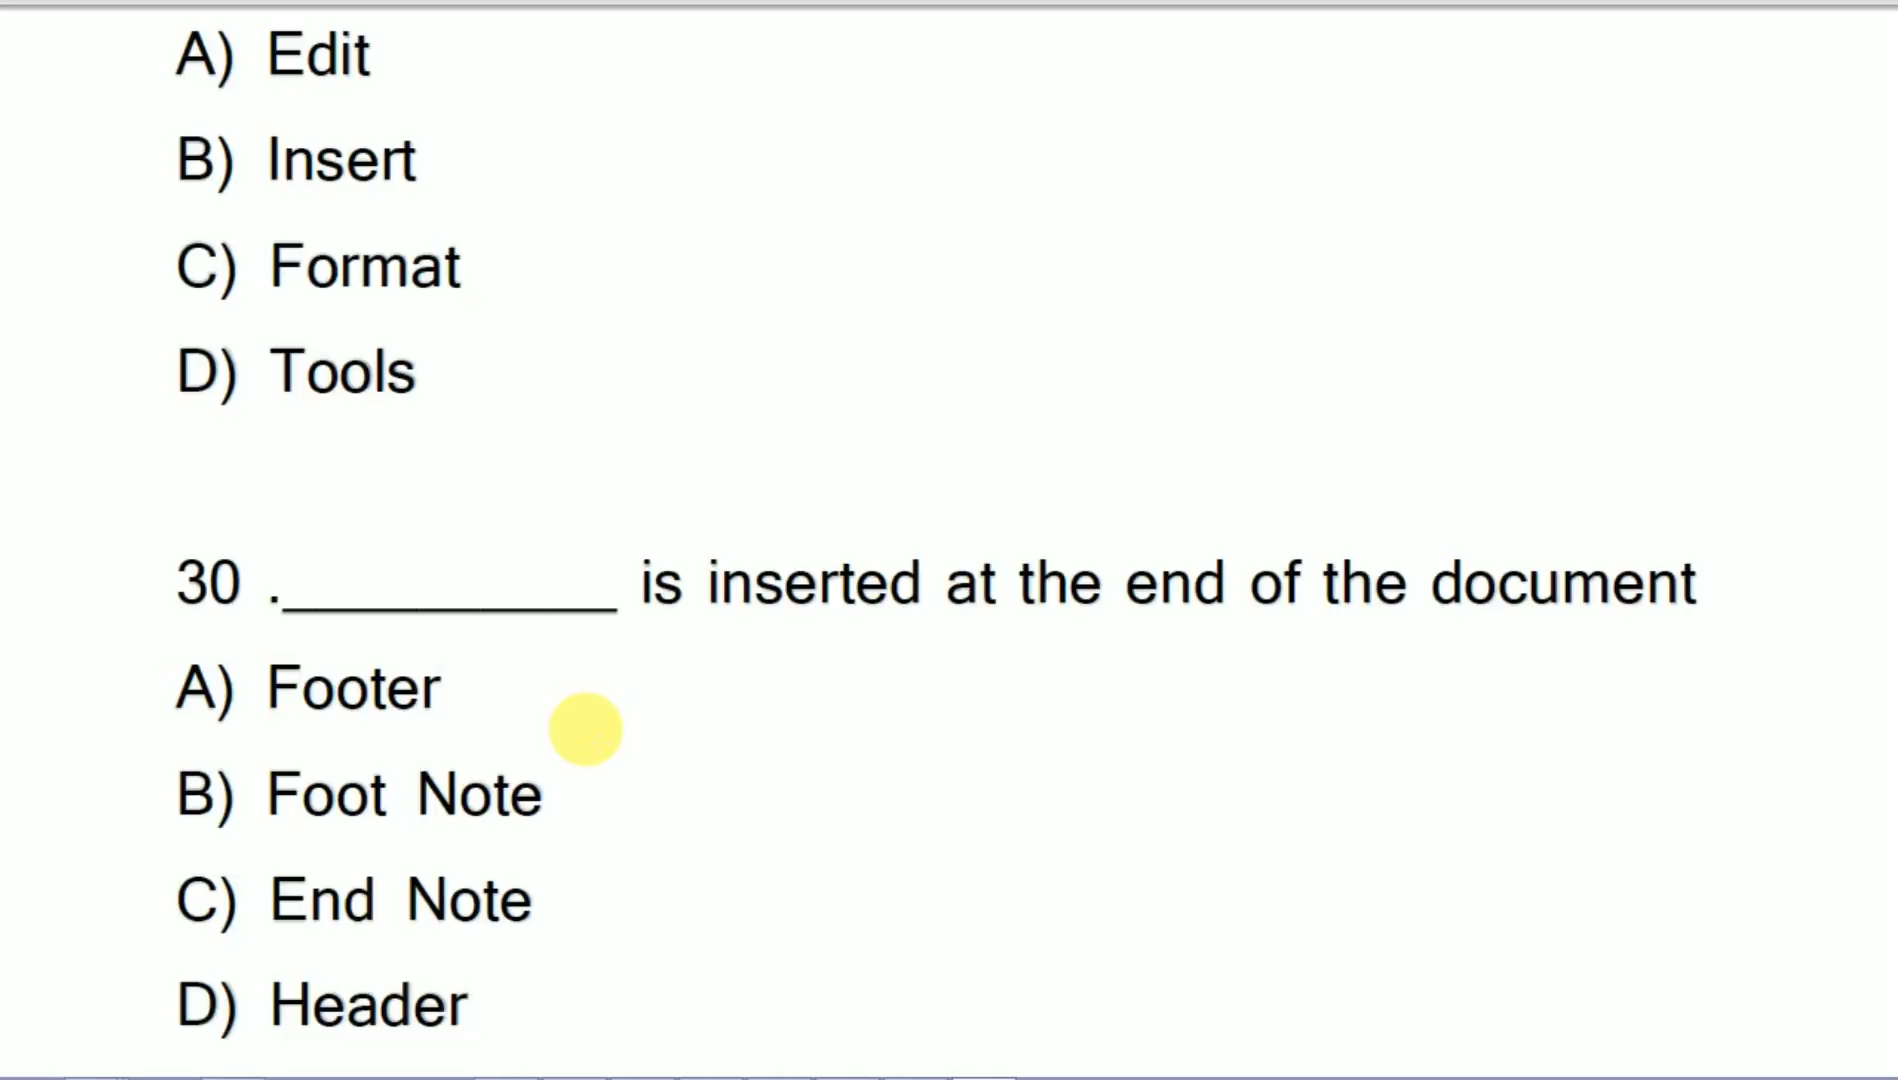 A) Edit
B) Insert
C) Format
D) Tools
30 .__________ is inserted at the end of the document
A) Footer
B) Foot Note
C) End Note
D) Header